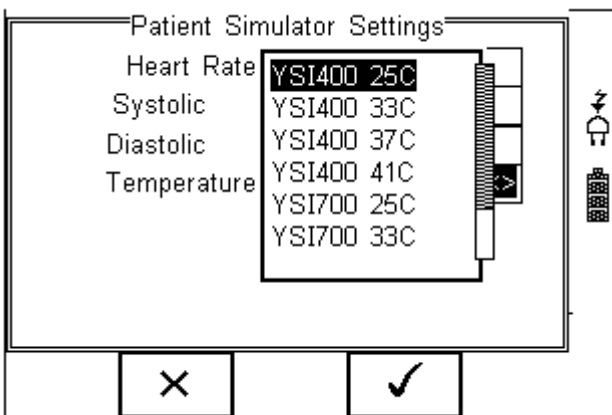 Patient Simulator Settings
Heart Rate
Systolic
Diastolic
Temperature
YSI400 25C
YSI400 33C
YSI400 37C
YSI400 41C
YSI700 25C
YSI700 33C